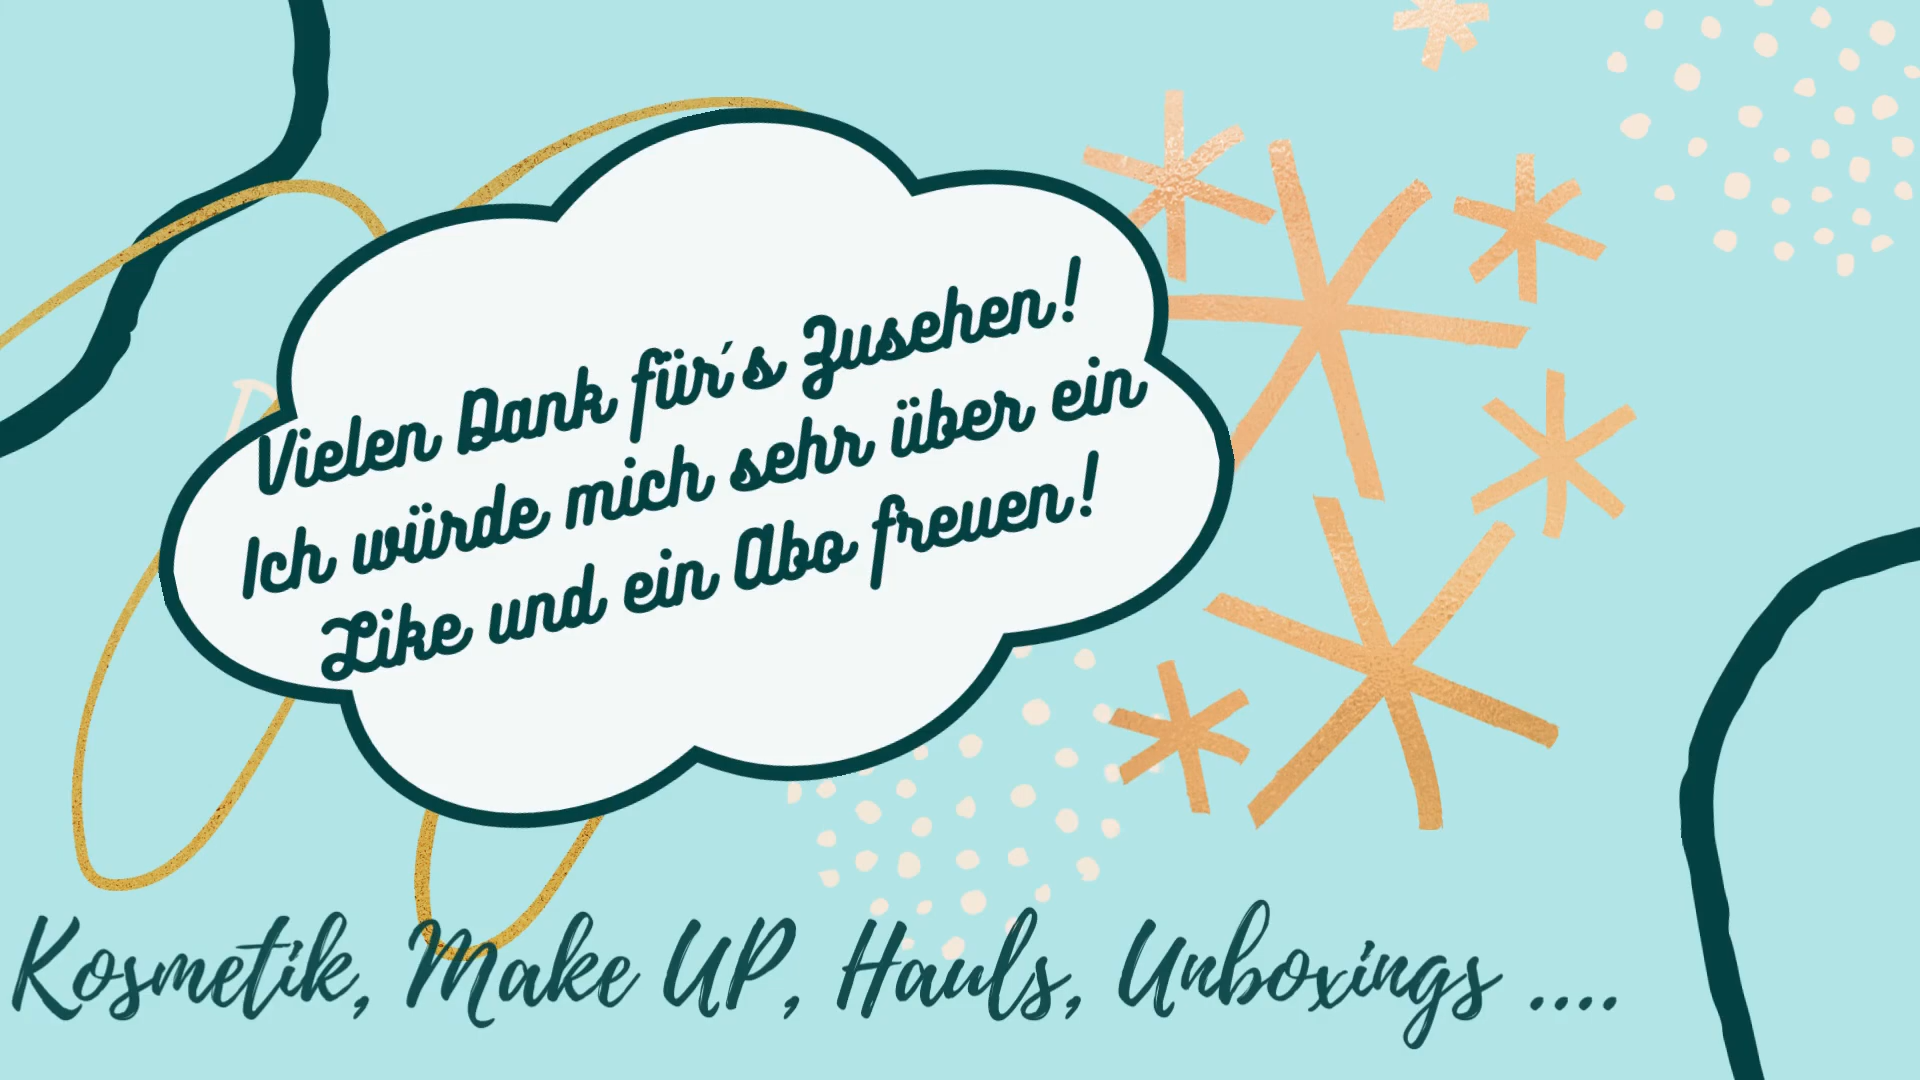 Vielen Dank für´s Zusehen!
Ich würde mich sehr über ein
Like und ein Abo freuen!
Kosmetik, Make UP, Hauls, Unboxings ....